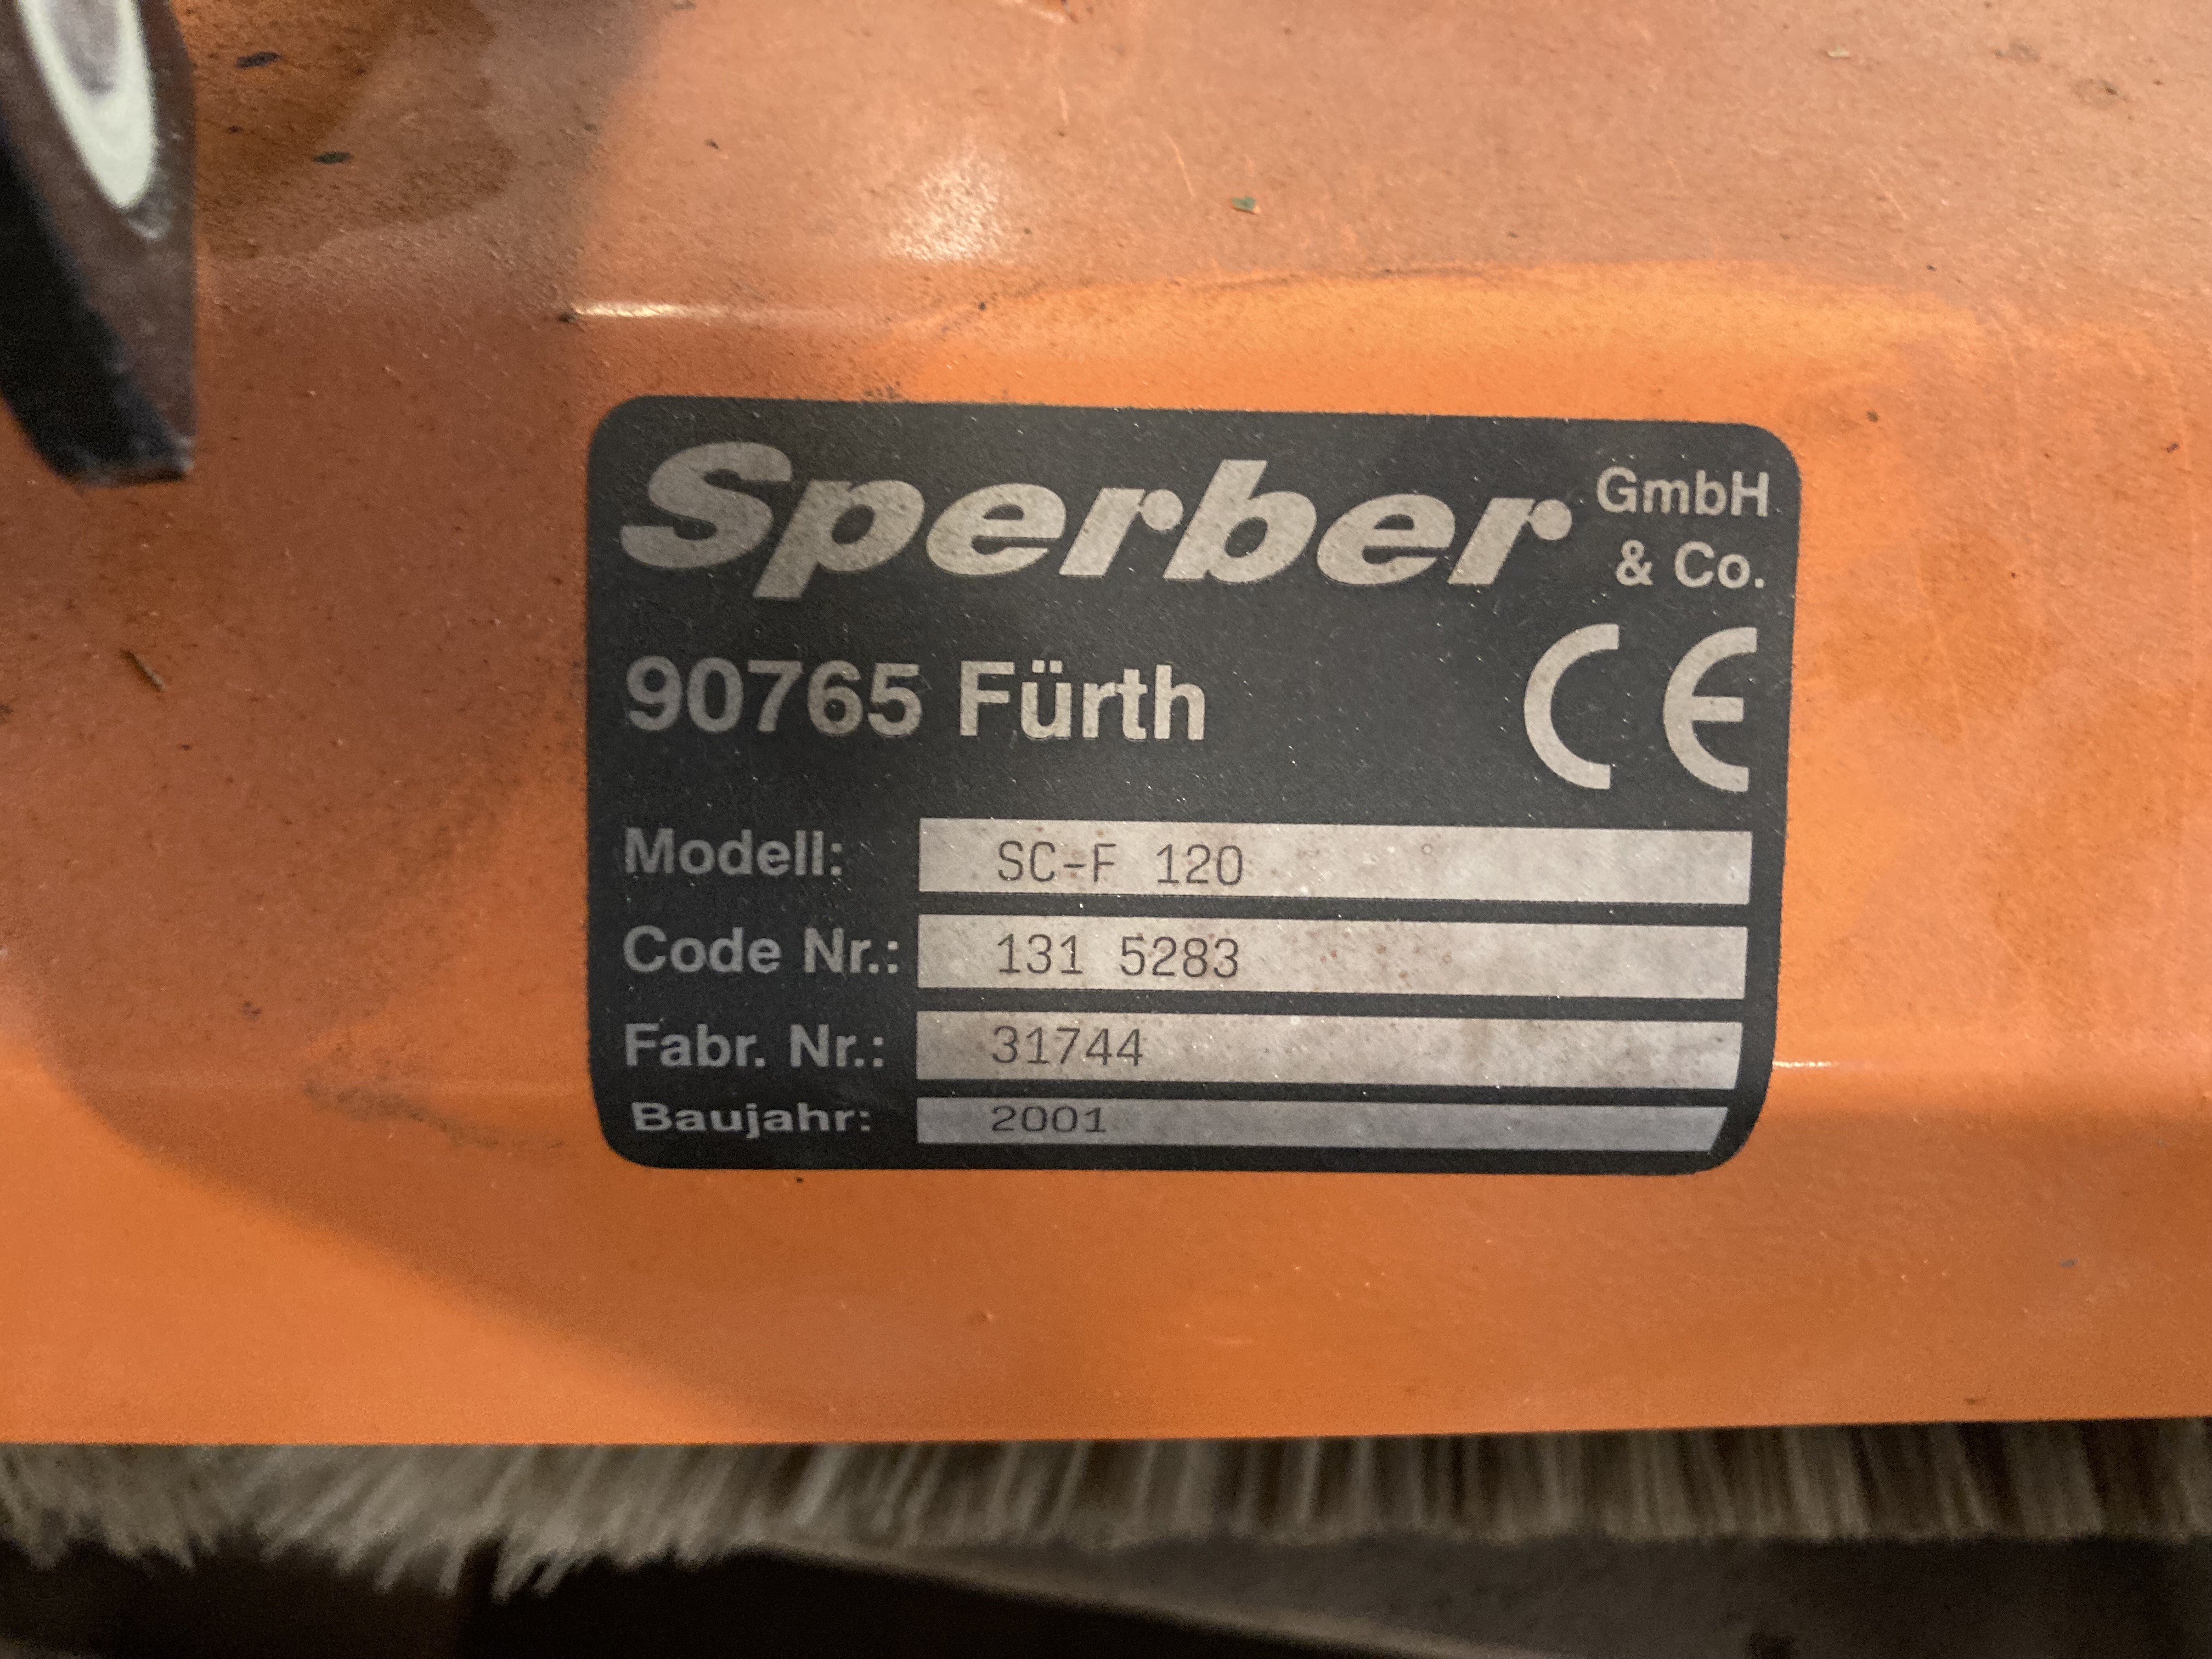 Sperber GmbH
& Co.
90765 Fürth CE
Modell: SC-F 120
Code Nr.: 131 5283
Fabr. Nr.: 31744
Baujahr: 2001